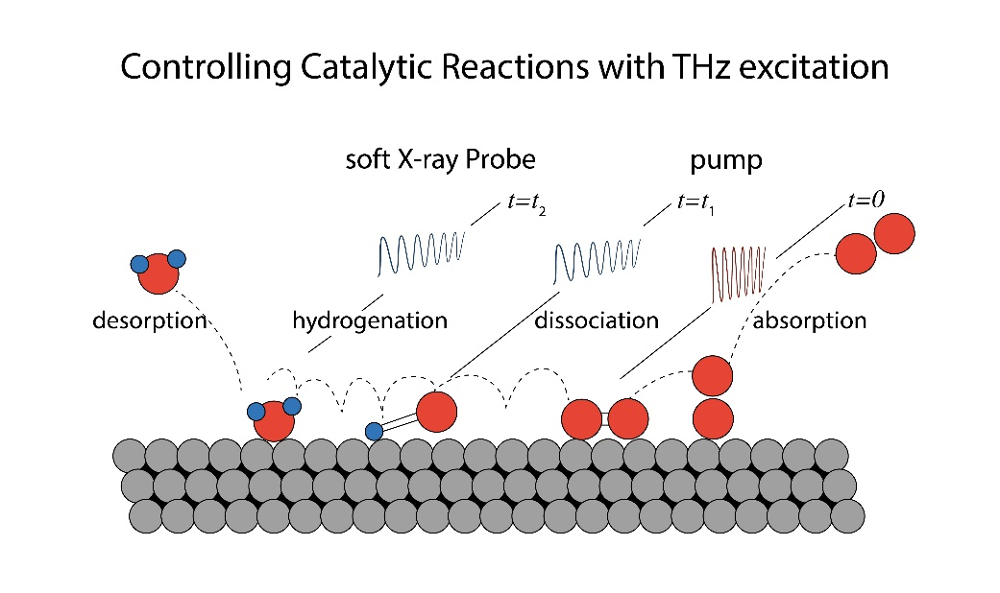 Controlling Catalytic Reactions with THz excitation
soft X-ray Probe
pump
t=t2
t=t1
t=0
desorption
hydrogenation
dissociation
absorption